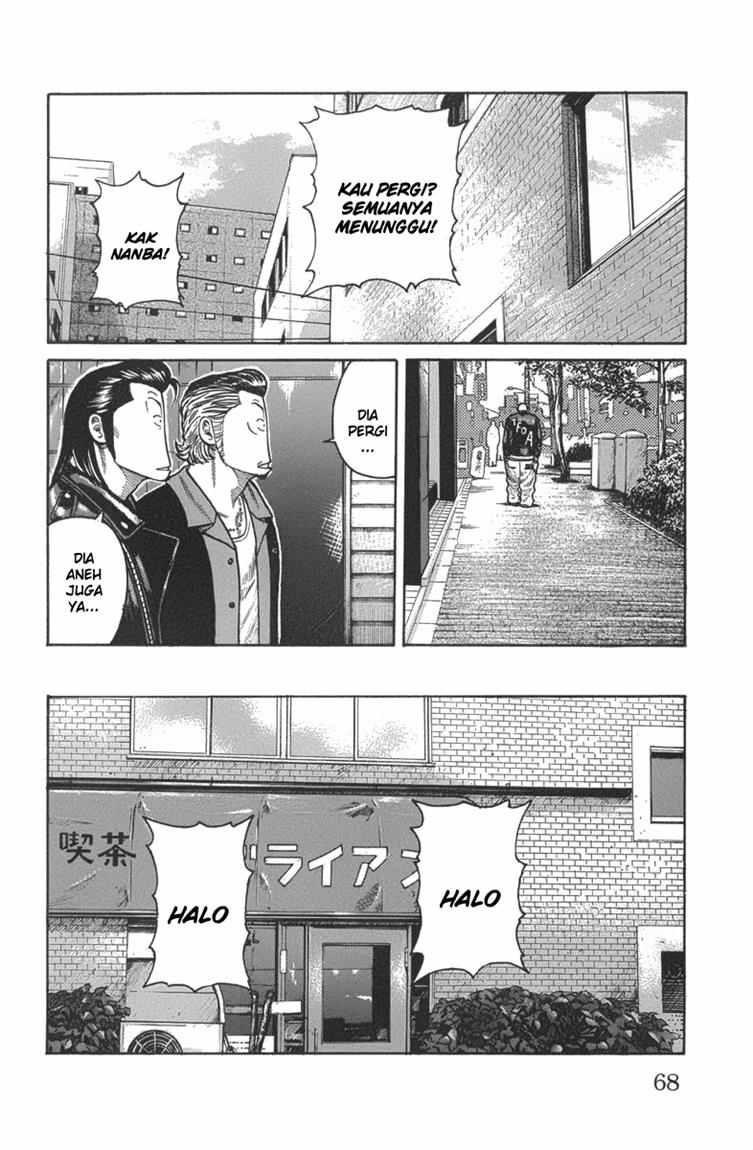 KAU PERGI?
SEMUANYA
MENUNGGU!
KAK
NANBA!
DIA
PERGI
...
DIA
ANEH
JUGA
YA...
喫茶
ライアン
HALO
HALO
68